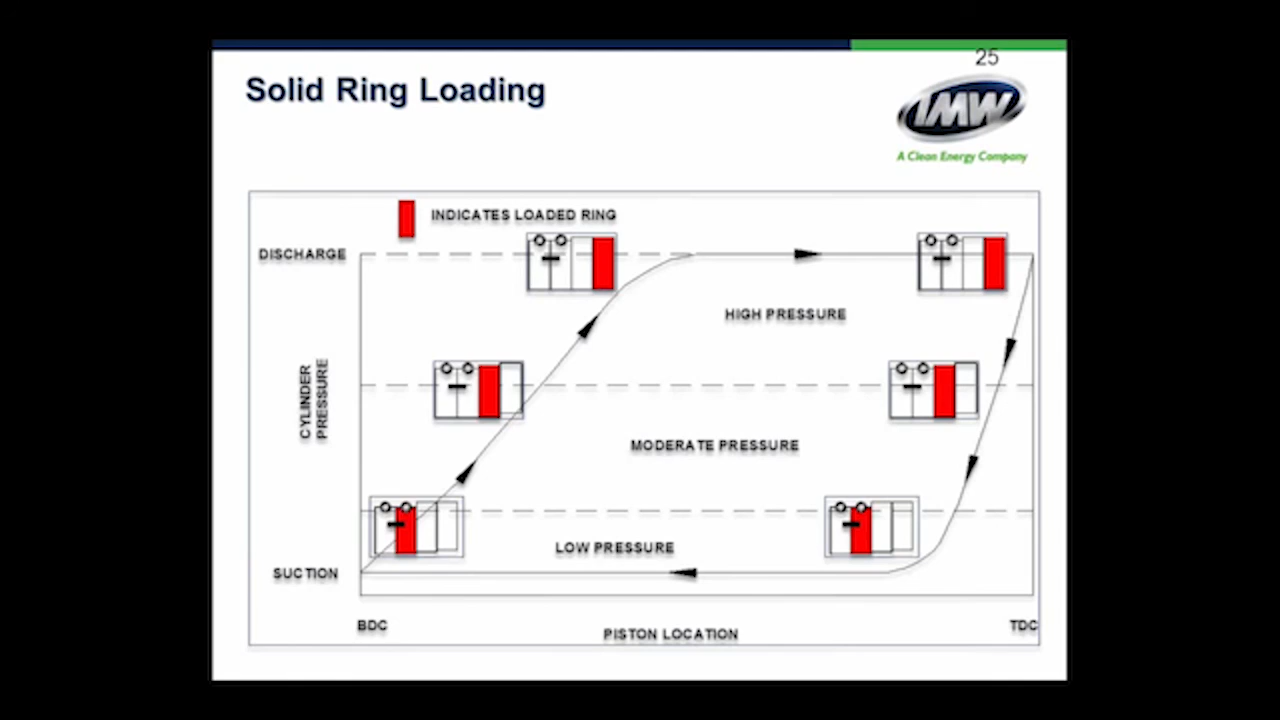 25
Solid Ring Loading
IMW
A Clean Energy Company
INDICATES LOADED RING
DISCHARGE
HIGH PRESSURE
CYLINDER
PRESSURE
MODERATE PRESSURE
LOW PRESSURE
SUCTION
BDC
PISTON LOCATION
TDC